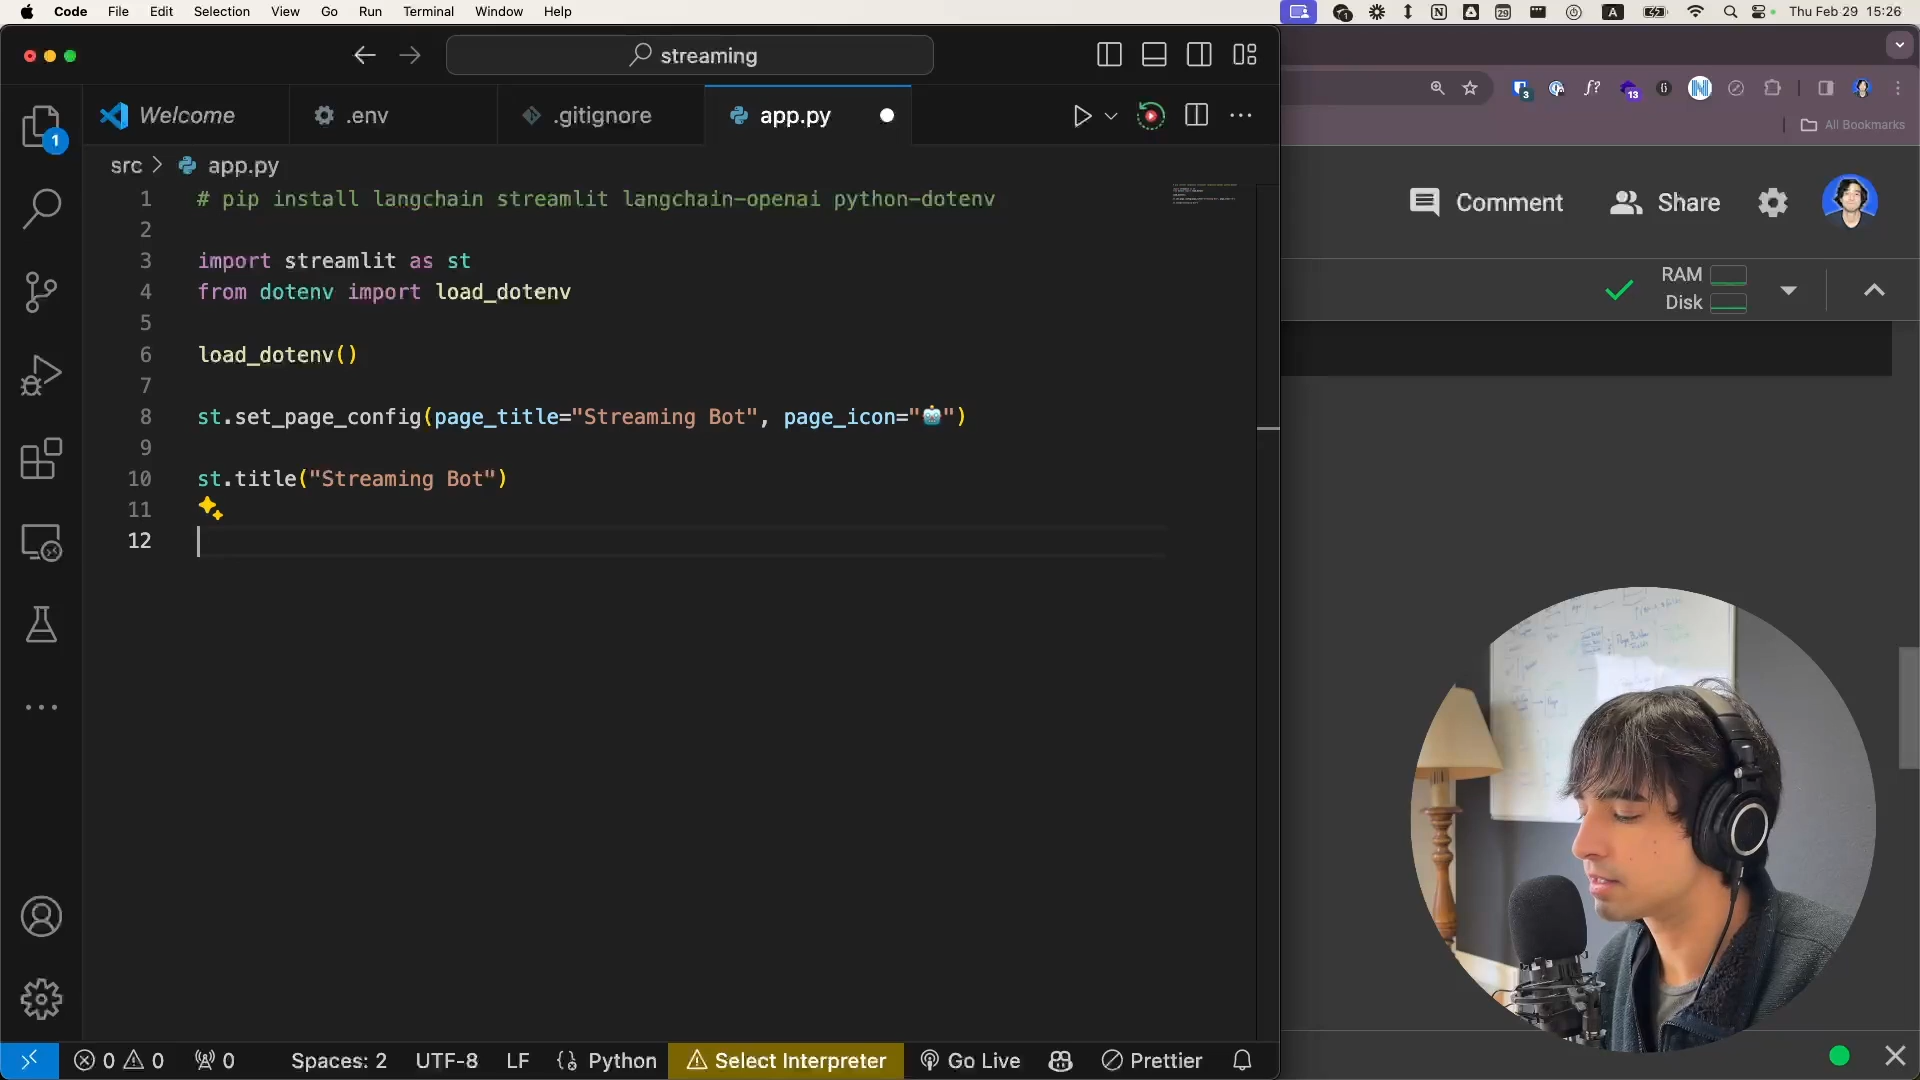 Code File Edit Selection View Go Run Terminal Window Help
Thu Feb 29 15:26
streaming
Welcome .env .gitignore app.py
src > app.py
1 # pip install langchain streamlit langchain-openai python-dotenv
2
3 import streamlit as st
4 from dotenv import load_dotenv
5
6 load_dotenv()
7
8 st.set_page_config(page_title="Streaming Bot", page_icon="🤖")
9
10 st.title("Streaming Bot")
11
12
1
3
13
All Bookmarks
Comment Share
RAM
Disk
0 0 0 Spaces: 2 UTF-8 LF {} Python Select Interpreter Go Live Prettier